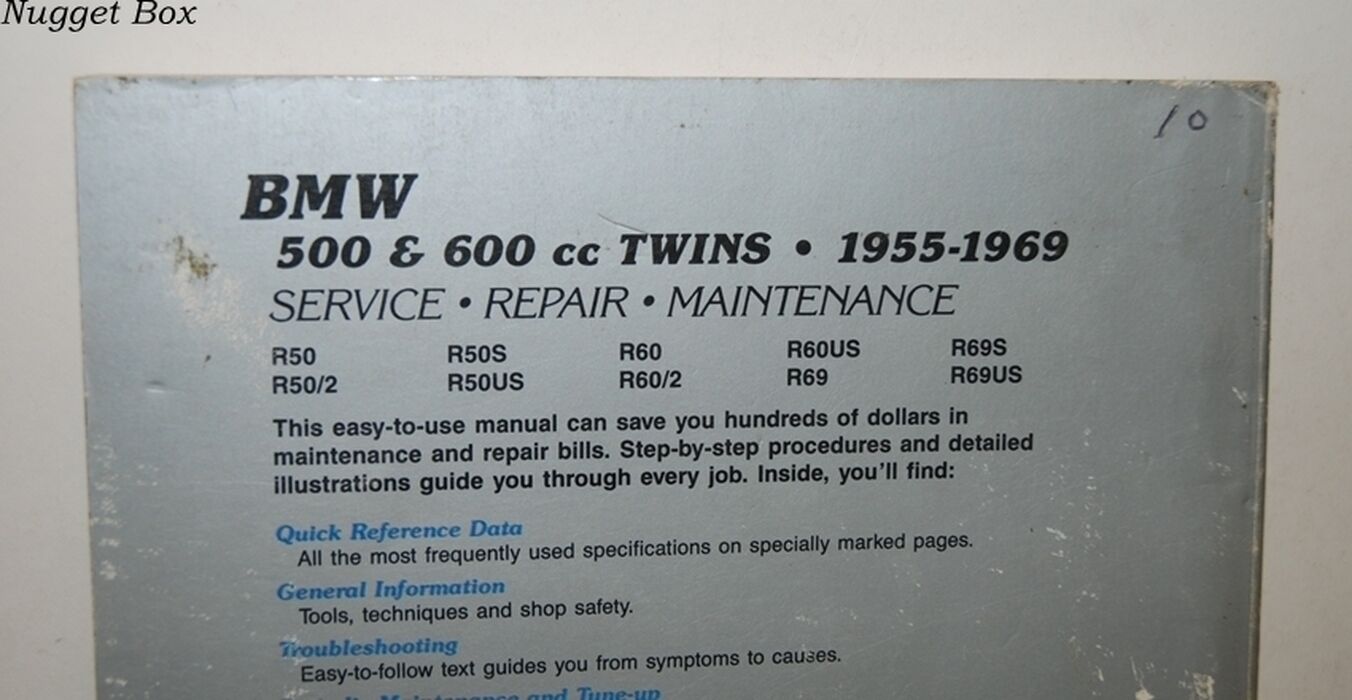 Nugget Box
10
BMW
500 & 600 cc TWINS • 1955-1969
SERVICE • REPAIR • MAINTENANCE
R50 R50S R60 R60US R69S
R50/2 R50US R60/2 R69 R69US
This easy-to-use manual can save you hundreds of dollars in
maintenance and repair bills. Step-by-step procedures and detailed
illustrations guide you through every job. Inside, you'll find:
Quick Reference Data
All the most frequently used specifications on specially marked pages.
General Information
Tools, techniques and shop safety.
Troubleshooting
Easy-to-follow text guides you from symptoms to causes.
Maintenance and Tune-up